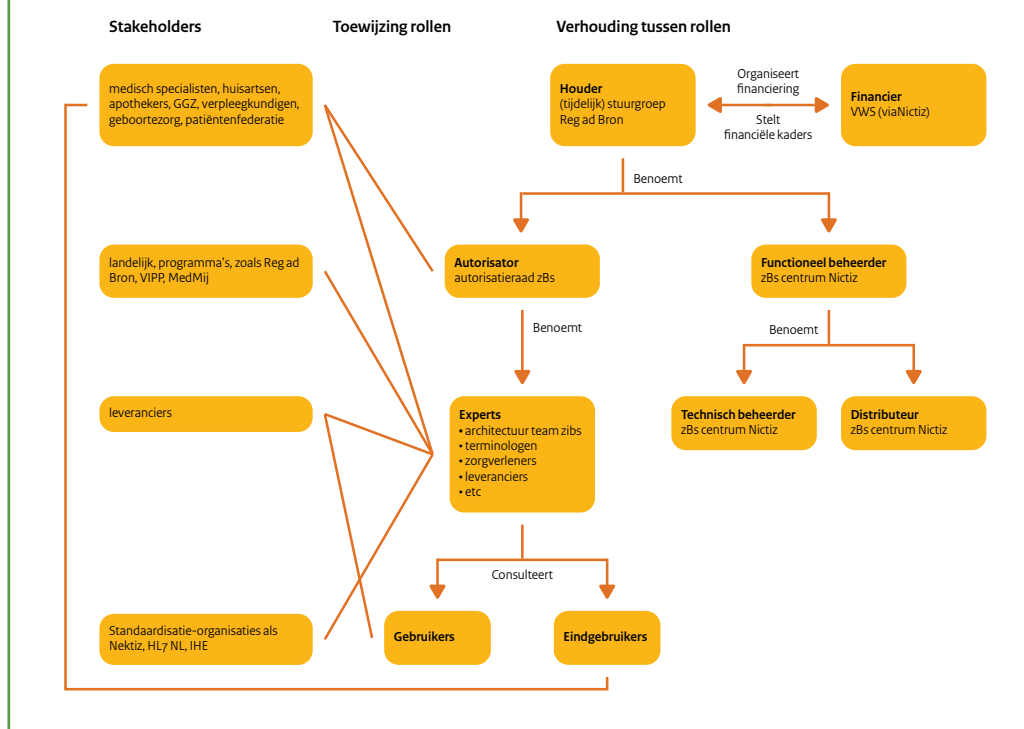 Stakeholders
Toewijzing rollen
Verhouding tussen rollen
medisch specialisten, huisartsen,
apothekers, GGZ, verpleegkundigen,
geboortezorg, patiëntenfederatie
Houder
(tijdelijk) stuurgroep
Reg ad Bron
Organiseert
financiering
Stelt
financiële kaders
Financier
VWS (viaNictiz)
Benoemt
landelijk, programma's, zoals Reg ad
Bron, VIPP, MedMij
Autorisator
autorisatieraad zBs
Functioneel beheerder
zBs centrum Nictiz
Benoemt
Benoemt
leveranciers
Experts
• architectuur team zibs
• terminologen
• zorgverleners
• leveranciers
• etc
Technisch beheerder
zBs centrum Nictiz
Distributeur
zBs centrum Nictiz
Consulteert
Standaardisatie-organisaties als
Nektiz, HL7 NL, IHE
Gebruikers
Eindgebruikers